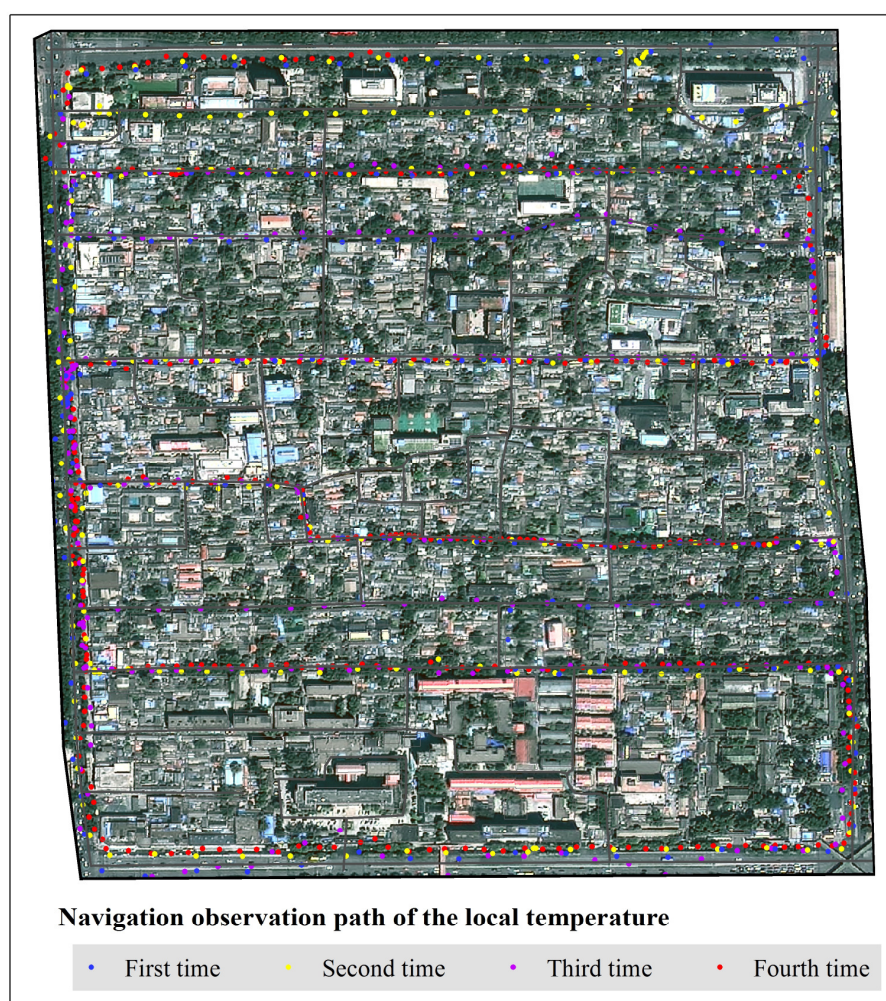 Navigation observation path of the local temperature
First time Second time Third time Fourth time